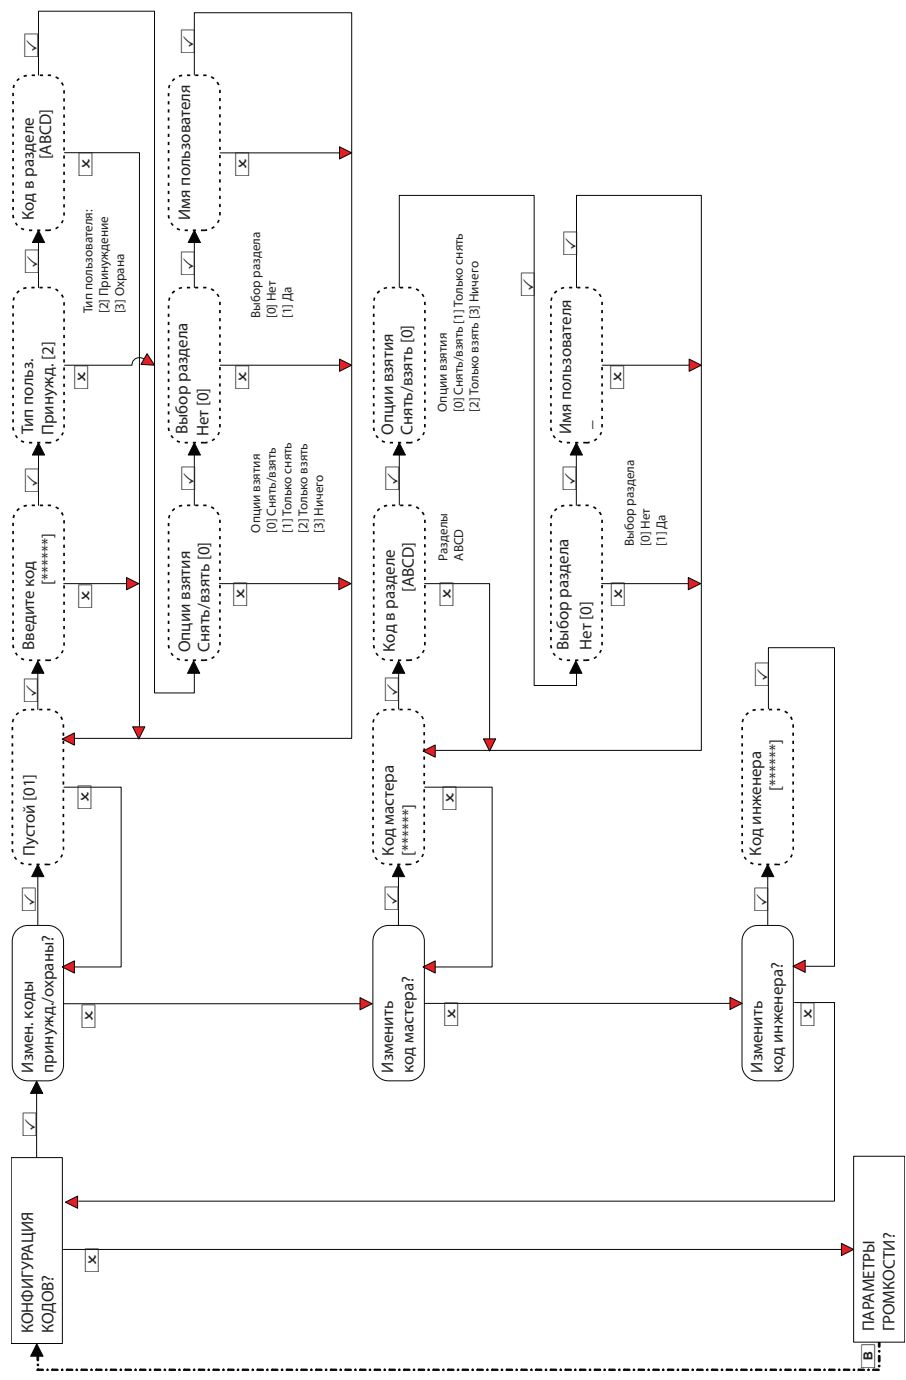 КОНФИГУРАЦИЯ
КОДОВ?
Измен. коды
принужд./охраны?
Пустой [01]
Введите код
[******]
Тип польз.
Принужд. [2]
Код в разделе
[ABCD]
Тип пользователя:
[2] Принуждение
[3] Охрана
Опции взятия
Снять/взять [0]
Выбор раздела
Нет [0]
Имя пользователя
Опции взятия
[0] Снять/взять
[1] Только снять
[2] Только взять
[3] Ничего
Выбор раздела
[0] Нет
[1] Да
Изменить
код мастера?
Код мастера
[******]
Код в разделе
[ABCD]
Опции взятия
Снять/взять [0]
Разделы
ABCD
Опции взятия
[0] Снять/взять [1] Только снять
[2] Только взять [3] Ничего
Выбор раздела
Нет [0]
Имя пользователя
_
Выбор раздела
[0] Нет
[1] Да
Изменить
код инженера?
Код инженера
[******]
ПАРАМЕТРЫ
ГРОМКОСТИ?
B